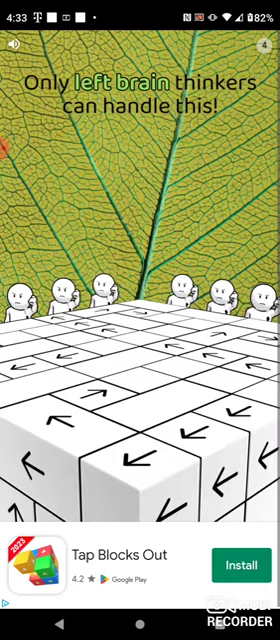 4:33
82%
4
Only left brain thinkers
can handle this!
2023
Tap Blocks Out
4.2 ★ Google Play
Install
RECORDER